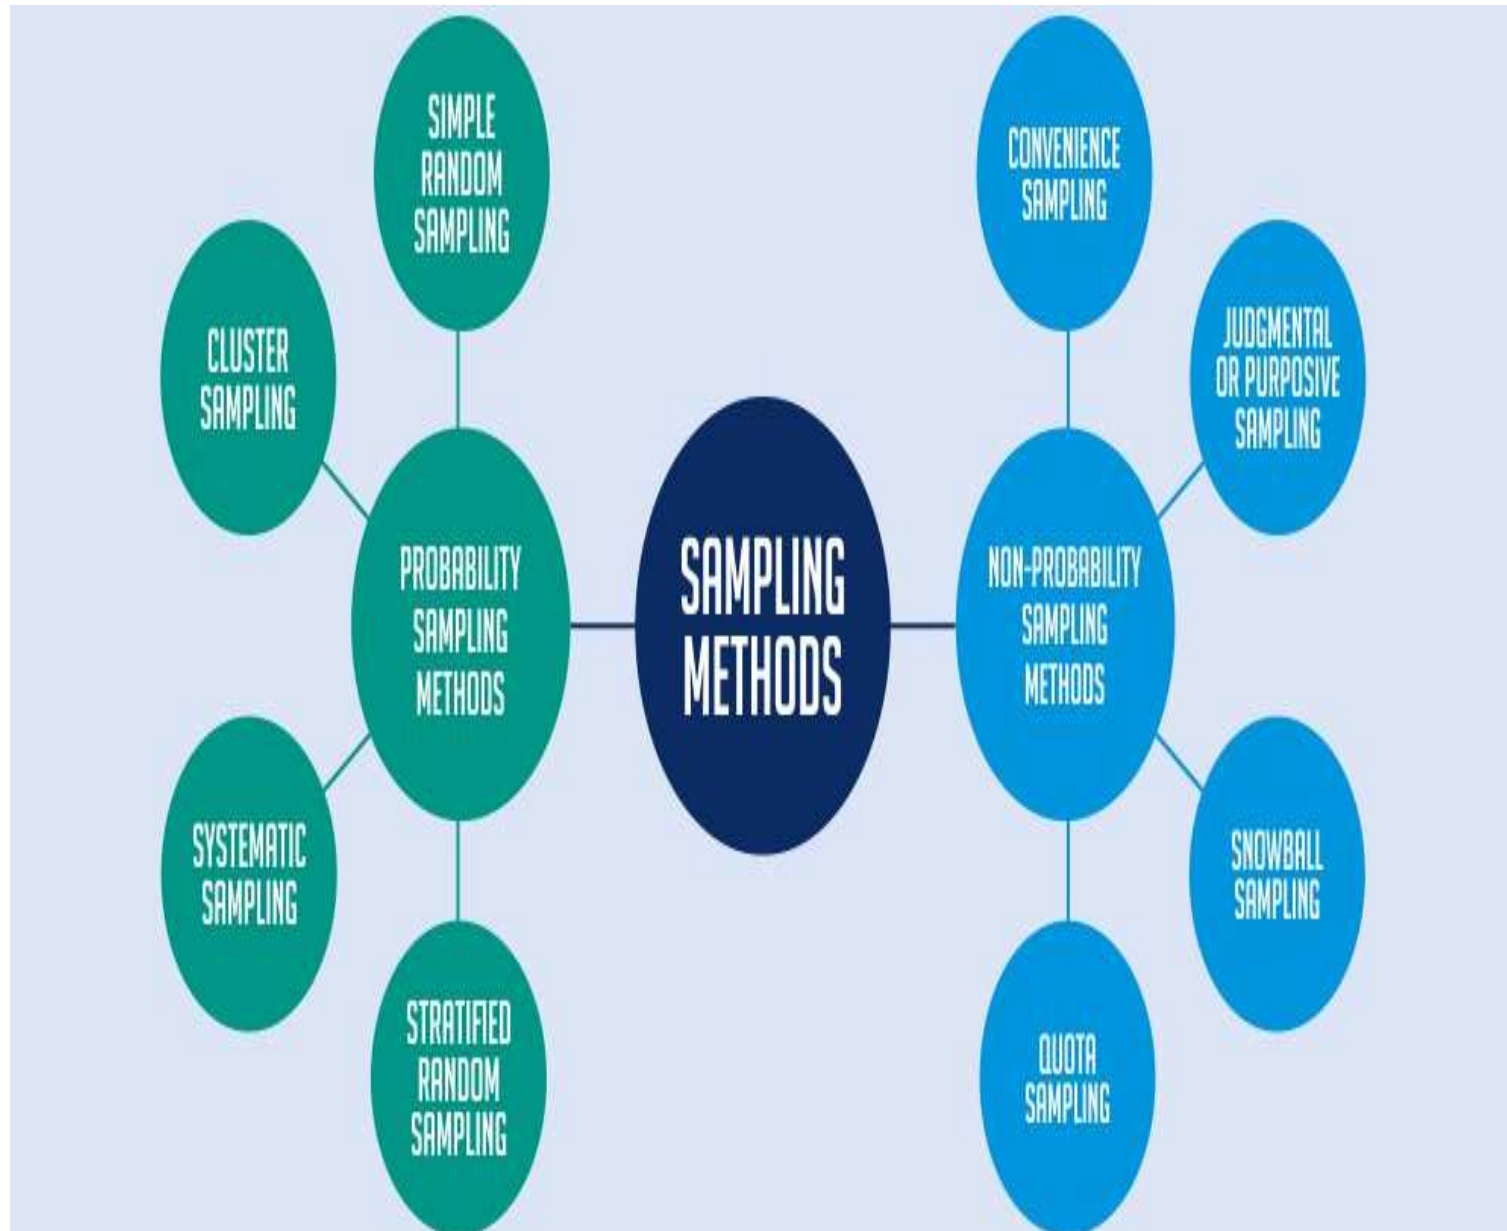 SIMPLE
RANDOM
SAMPLING
CLUSTER
SAMPLING
PROBABILITY
SAMPLING
METHODS
SYSTEMATIC
SAMPLING
STRATIFIED
RANDOM
SAMPLING
SAMPLING
METHODS
CONVENIENCE
SAMPLING
JUDGMENTAL
OR PURPOSIVE
SAMPLING
NON-PROBABILITY
SAMPLING
METHODS
SNOWBALL
SAMPLING
QUOTA
SAMPLING